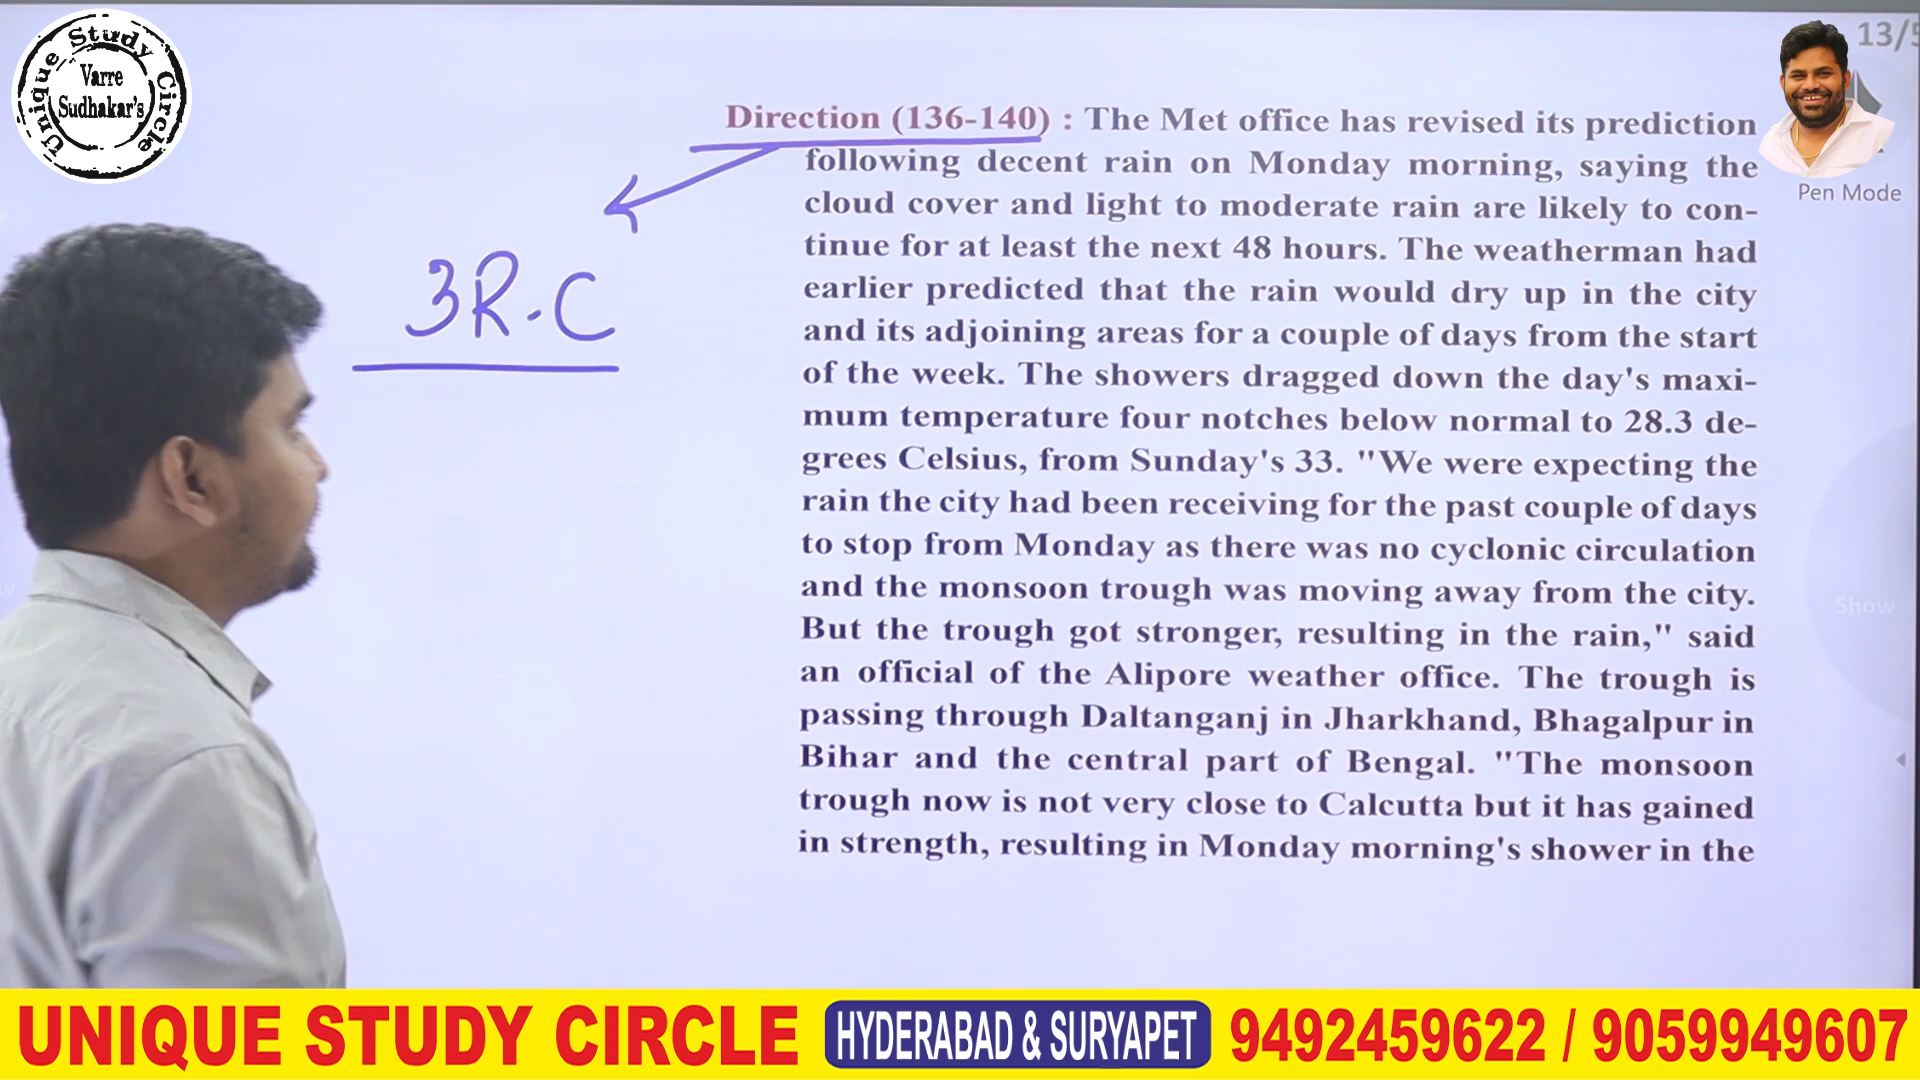 Unique Study Circle
Varre
Sudhakar's
13/5
Pen Mode
Direction (136-140) : The Met office has revised its prediction
following decent rain on Monday morning, saying the
cloud cover and light to moderate rain are likely to con-
tinue for at least the next 48 hours. The weatherman had
earlier predicted that the rain would dry up in the city
and its adjoining areas for a couple of days from the start
of the week. The showers dragged down the day's maxi-
mum temperature four notches below normal to 28.3 de-
grees Celsius, from Sunday's 33. "We were expecting the
rain the city had been receiving for the past couple of days
to stop from Monday as there was no cyclonic circulation
and the monsoon trough was moving away from the city.
But the trough got stronger, resulting in the rain," said
an official of the Alipore weather office. The trough is
passing through Daltanganj in Jharkhand, Bhagalpur in
Bihar and the central part of Bengal. "The monsoon
trough now is not very close to Calcutta but it has gained
in strength, resulting in Monday morning's shower in the
3R.C
Show
UNIQUE STUDY CIRCLE HYDERABAD & SURYAPET 9492459622 / 9059949607